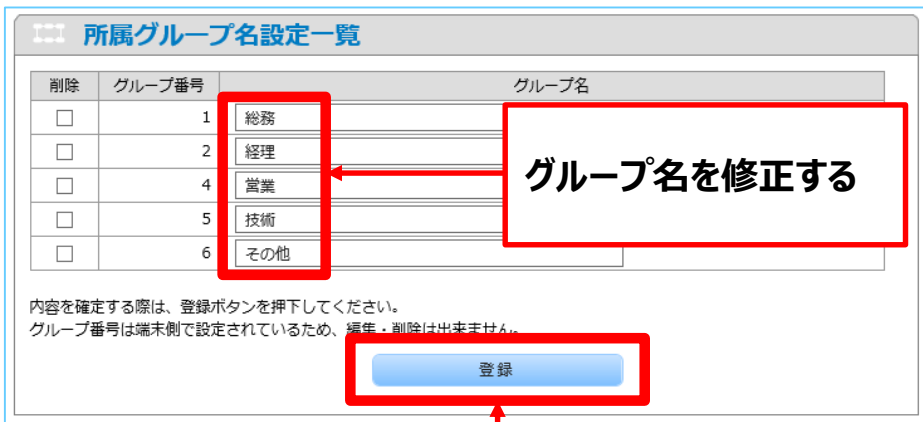 所属グループ名設定一覧
削除 グループ番号 グループ名
1 総務
2 経理
4 営業
5 技術
6 その他
グループ名を修正する
内容を確定する際は、登録ボタンを押下してください。
グループ番号は端末側で設定されているため、編集・削除は出来ません。
登録